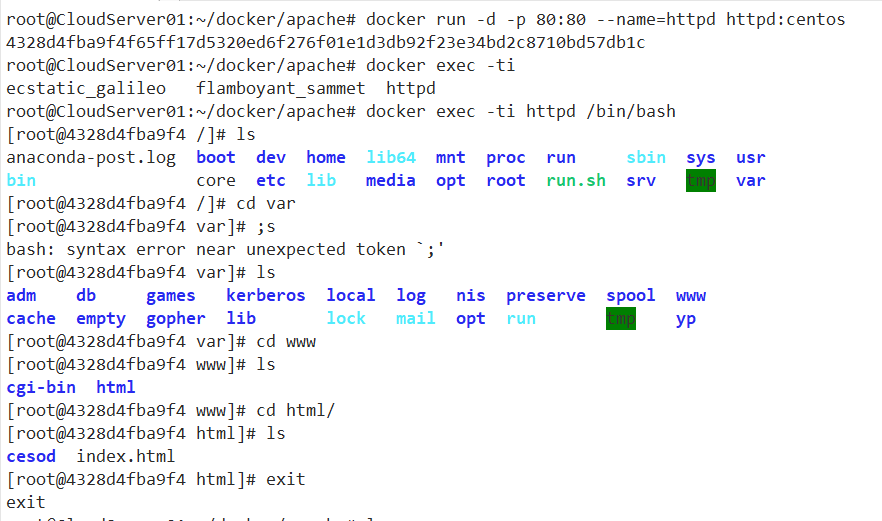 root@CloudServer01:~/docker/apache# docker run -d -p 80:80 --name=httpd httpd:centos
4328d4fba9f4f65ff17d5320ed6f276f01e1d3db92f23e34bd2c8710bd57db1c
root@CloudServer01:~/docker/apache# docker exec -ti
ecstatic_galileo   flamboyant_sammet  httpd
root@CloudServer01:~/docker/apache# docker exec -ti httpd /bin/bash
[root@4328d4fba9f4 /]# ls
anaconda-post.log  boot  dev  home  lib64  mnt  proc  run     sbin  sys  usr
bin                core  etc  lib   media  opt  root  run.sh  srv   tmp  var
[root@4328d4fba9f4 /]# cd var
[root@4328d4fba9f4 var]# ;s
bash: syntax error near unexpected token `;'
[root@4328d4fba9f4 var]# ls
adm    db     games   kerberos  local  log   nis  preserve  spool  www
cache  empty  gopher  lib       lock   mail  opt  run       tmp    yp
[root@4328d4fba9f4 var]# cd www
[root@4328d4fba9f4 www]# ls
cgi-bin  html
[root@4328d4fba9f4 www]# cd html/
[root@4328d4fba9f4 html]# ls
cesod  index.html
[root@4328d4fba9f4 html]# exit
exit